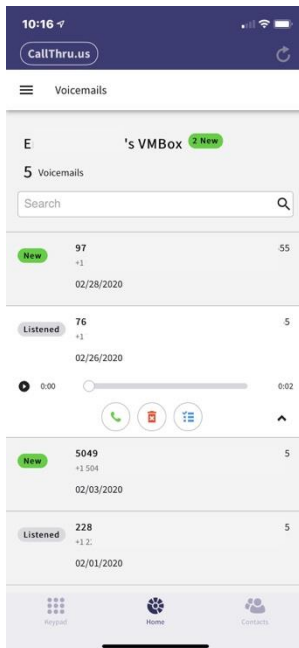 10:16
CallThru.us
Voicemails
E 's VMBox 2 New
5 Voicemails
Search
New 97 55
+1
02/28/2020
Listened 76 5
+1
02/26/2020
0:00 0:02
New 5049 5
+1 504
02/03/2020
Listened 228 5
+1 2
02/01/2020
Keypad Home Contacts